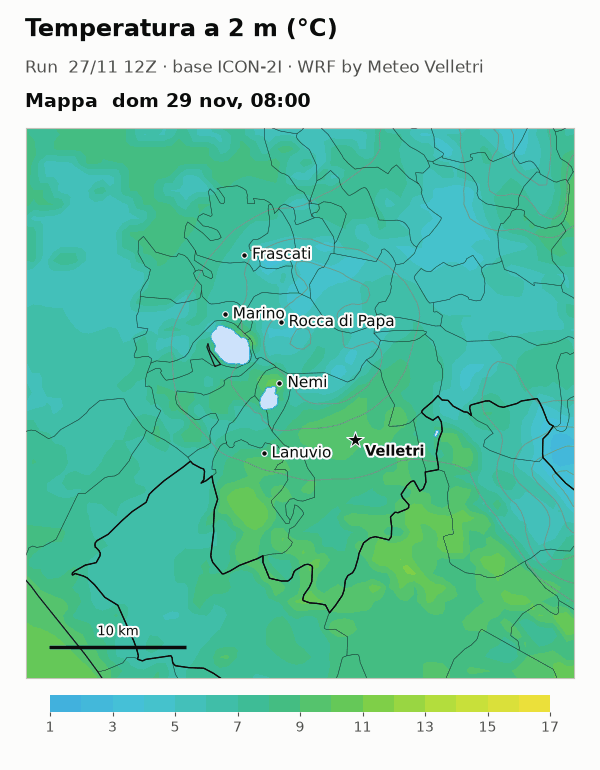 Temperatura a 2 m (°C)
Run  27/11 12Z · base ICON-2I · WRF by Meteo Velletri
Mappa  dom 29 nov, 08:00
Frascati
Marino
Rocca di Papa
Nemi
Lanuvio
Velletri
10 km
1 3 5 7 9 11 13 15 17